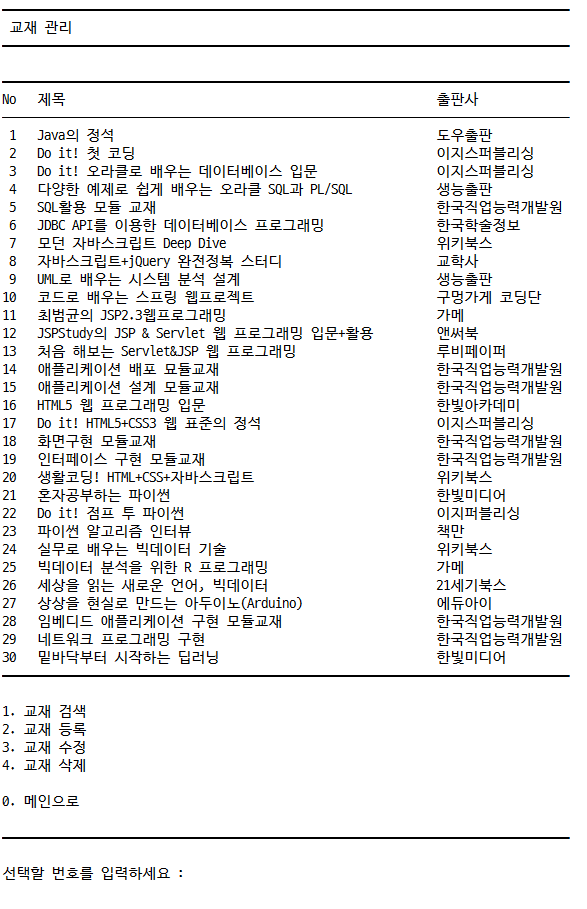 교재 관리
No 제목 출판사
1 Java의 정석 도우출판
2 Do it! 첫 코딩 이지스퍼블리싱
3 Do it! 오라클로 배우는 데이터베이스 입문 이지스퍼블리싱
4 다양한 예제로 쉽게 배우는 오라클 SQL과 PL/SQL 생능출판
5 SQL활용 모듈 교재 한국직업능력개발원
6 JDBC API를 이용한 데이터베이스 프로그래밍 한국학술정보
7 모던 자바스크립트 Deep Dive 위키북스
8 자바스크립트+jQuery 완전정복 스터디 교학사
9 UML로 배우는 시스템 분석 설계 생능출판
10 코드로 배우는 스프링 웹프로젝트 구멍가게 코딩단
11 최범균의 JSP2.3웹프로그래밍 가메
12 JSPStudy의 JSP & Servlet 웹 프로그래밍 입문+활용 앤써북
13 처음 해보는 Servlet&JSP 웹 프로그래밍 루비페이퍼
14 애플리케이션 배포 묘듈교재 한국직업능력개발원
15 애플리케이션 설계 모듈교재 한국직업능력개발원
16 HTML5 웹 프로그래밍 입문 한빛아카데미
17 Do it! HTML5+CSS3 웹 표준의 정석 이지스퍼블리싱
18 화면구현 모듈교재 한국직업능력개발원
19 인터페이스 구현 모듈교재 한국직업능력개발원
20 생활코딩! HTML+CSS+자바스크립트 위키북스
21 혼자공부하는 파이썬 한빛미디어
22 Do it! 점프 투 파이썬 이지퍼블리싱
23 파이썬 알고리즘 인터뷰 책만
24 실무로 배우는 빅데이터 기술 위키북스
25 빅데이터 분석을 위한 R 프로그래밍 가메
26 세상을 읽는 새로운 언어, 빅데이터 21세기북스
27 상상을 현실로 만드는 아두이노(Arduino) 에듀아이
28 임베디드 애플리케이션 구현 모듈교재 한국직업능력개발원
29 네트워크 프로그래밍 구현 한국직업능력개발원
30 밑바닥부터 시작하는 딥러닝 한빛미디어
1. 교재 검색
2. 교재 등록
3. 교재 수정
4. 교재 삭제
0. 메인으로
선택할 번호를 입력하세요 :